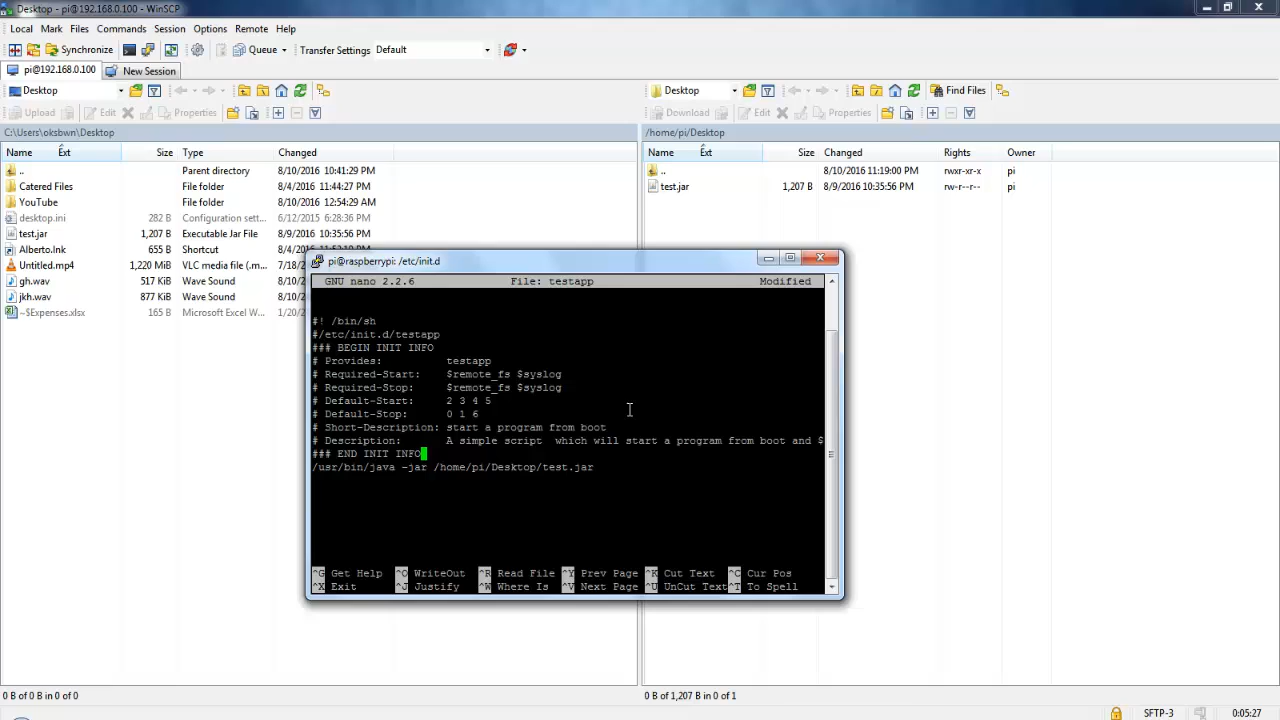 Desktop - pi@192.168.0.100 - WinSCP
Local Mark Files Commands Session Options Remote Help
Synchronize Queue Transfer Settings Default
pi@192.168.0.100 New Session
Desktop
Upload Edit Properties
C:\Users\oksbwn\Desktop
Name Ext Size Type Changed
.. Parent directory 8/10/2016 10:41:29 PM
Catered Files File folder 8/4/2016 11:44:27 PM
YouTube File folder 8/10/2016 12:54:29 AM
desktop.ini 282 B Configuration sett... 6/12/2015 6:28:36 PM
test.jar 1,207 B Executable Jar File 8/9/2016 10:35:56 PM
Alberto.lnk 655 B Shortcut
Untitled.mp4 1,220 MiB VLC media file (.m... 7/18/
gh.wav 517 KiB Wave Sound 8/10/
jkh.wav 877 KiB Wave Sound 8/10/
~$Expenses.xlsx 165 B Microsoft Excel W... 1/20/
0 B of 0 B in 0 of 0
Desktop Find Files
Download Edit Properties
/home/pi/Desktop
Name Ext Size Changed Rights Owner
.. 8/10/2016 11:19:00 PM rwxr-xr-x pi
test.jar 1,207 B 8/9/2016 10:35:56 PM rw-r--r-- pi
0 B of 1,207 B in 0 of 1
SFTP-3 0:05:27
pi@raspberrypi: /etc/init.d
GNU nano 2.2.6 File: testapp Modified
#! /bin/sh
#/etc/init.d/testapp
### BEGIN INIT INFO
# Provides: testapp
# Required-Start: $remote_fs $syslog
# Required-Stop: $remote_fs $syslog
# Default-Start: 2 3 4 5
# Default-Stop: 0 1 6
# Short-Description: start a program from boot
# Description: A simple script which will start a program from boot and $
### END INIT INFO
/usr/bin/java -jar /home/pi/Desktop/test.jar
^G Get Help ^O WriteOut ^R Read File ^Y Prev Page ^K Cut Text ^C Cur Pos
^X Exit ^J Justify ^W Where Is ^V Next Page ^U UnCut Text ^T To Spell